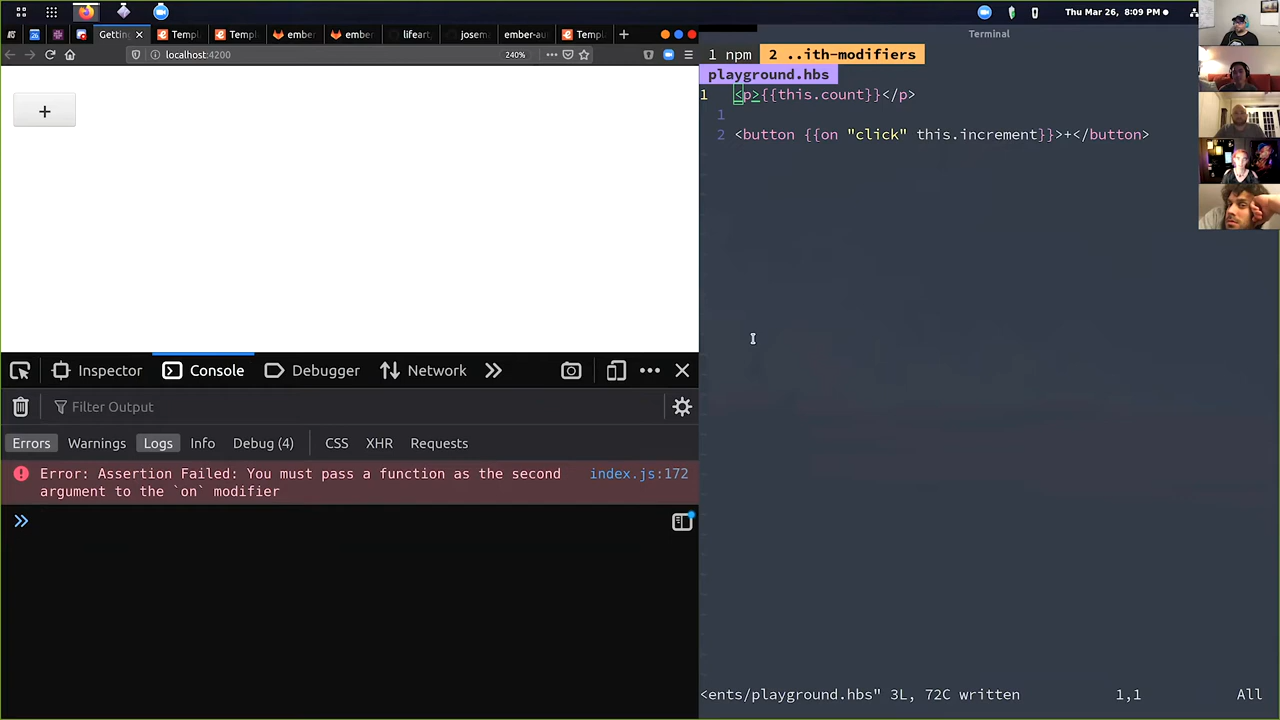 Thu Mar 26, 8:09 PM
Gettin
Templ
Templ
ember
ember
lifeart
josem
ember-au
Templ
localhost:4200
240%
+
Terminal
1 npm
2 ..ith-modifiers
playground.hbs
1 <p>{{this.count}}</p>
1
2 <button {{on "click" this.increment}}>+</button>
Inspector
Console
Debugger
Network
Filter Output
Errors
Warnings
Logs
Info
Debug (4)
CSS
XHR
Requests
Error: Assertion Failed: You must pass a function as the second
argument to the `on` modifier
index.js:172
<ents/playground.hbs" 3L, 72C written
1,1
All